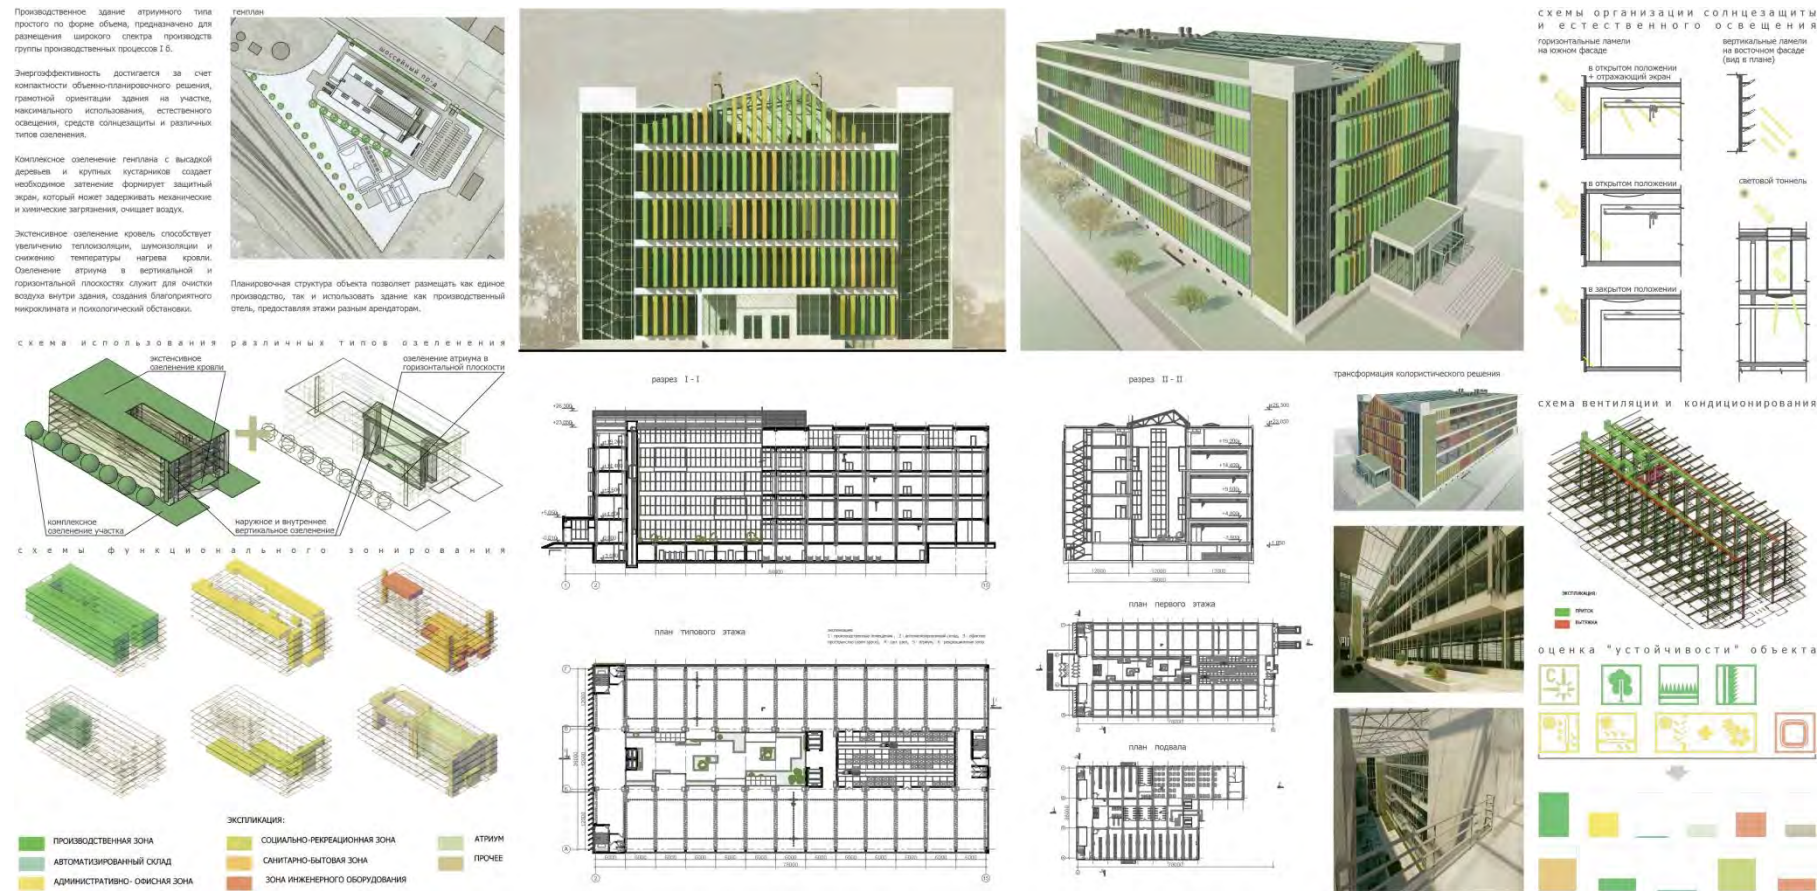 Производственное здание атриумного типа
простого по форме объема, предназначено для
размещения широкого спектра производств
группы производственных процессов I б.
Энергоэффективность достигается за счет
компактности объемно-планировочного решения,
грамотной ориентации здания на участке,
максимального использования, естественного
освещения, средств солнцезащиты и различных
типов озеленения.
Комплексное озеленение генплана с высадкой
деревьев и крупных кустарников создает
необходимое затенение формирует защитный
экран, который может задерживать механические
и химические загрязнения, очищает воздух.
Экстенсивное озеленение кровель способствует
увеличению теплоизоляции, шумоизоляции и
снижению температуры нагрева кровли.
Озеленение атриума в вертикальной и
горизонтальной плоскостях служит для очистки
воздуха внутри здания, создания благоприятного
микроклимата и психологический обстановки.
генплан
шоссейный пр-д
Планировочная структура объекта позволяет размещать как единое
производство, так и использовать здание как производственный
отель, предоставляя этажи разным арендаторам.
схема использования различных типов озеленения
экстенсивное
озеленение кровли
озеленение атриума в
горизонтальной плоскости
комплексное
озеленение участка
наружное и внутреннее
вертикальное озеленение
схемы функционального зонирования
ЭКСПЛИКАЦИЯ:
ПРОИЗВОДСТВЕННАЯ ЗОНА
АВТОМАТИЗИРОВАННЫЙ СКЛАД
АДМИНИСТРАТИВНО- ОФИСНАЯ ЗОНА
СОЦИАЛЬНО-РЕКРЕАЦИОННАЯ ЗОНА
САНИТАРНО-БЫТОВАЯ ЗОНА
ЗОНА ИНЖЕНЕРНОГО ОБОРУДОВАНИЯ
АТРИУМ
ПРОЧЕЕ
разрез I - I
разрез II - II
план типового этажа
план первого этажа
план подвала
трансформация колористического решения
схемы организации солнцезащиты
и естественного освещения
горизонтальные ламели
на южном фасаде
в открытом положении
+ отражающий экран
в открытом положении
в закрытом положении
вертикальные ламели
на восточном фасаде
(вид в плане)
световой тоннель
схема вентиляции и кондиционирования
ЭКСПЛИКАЦИЯ:
ПРИТОК
ВЫТЯЖКА
оценка "устойчивости" объекта